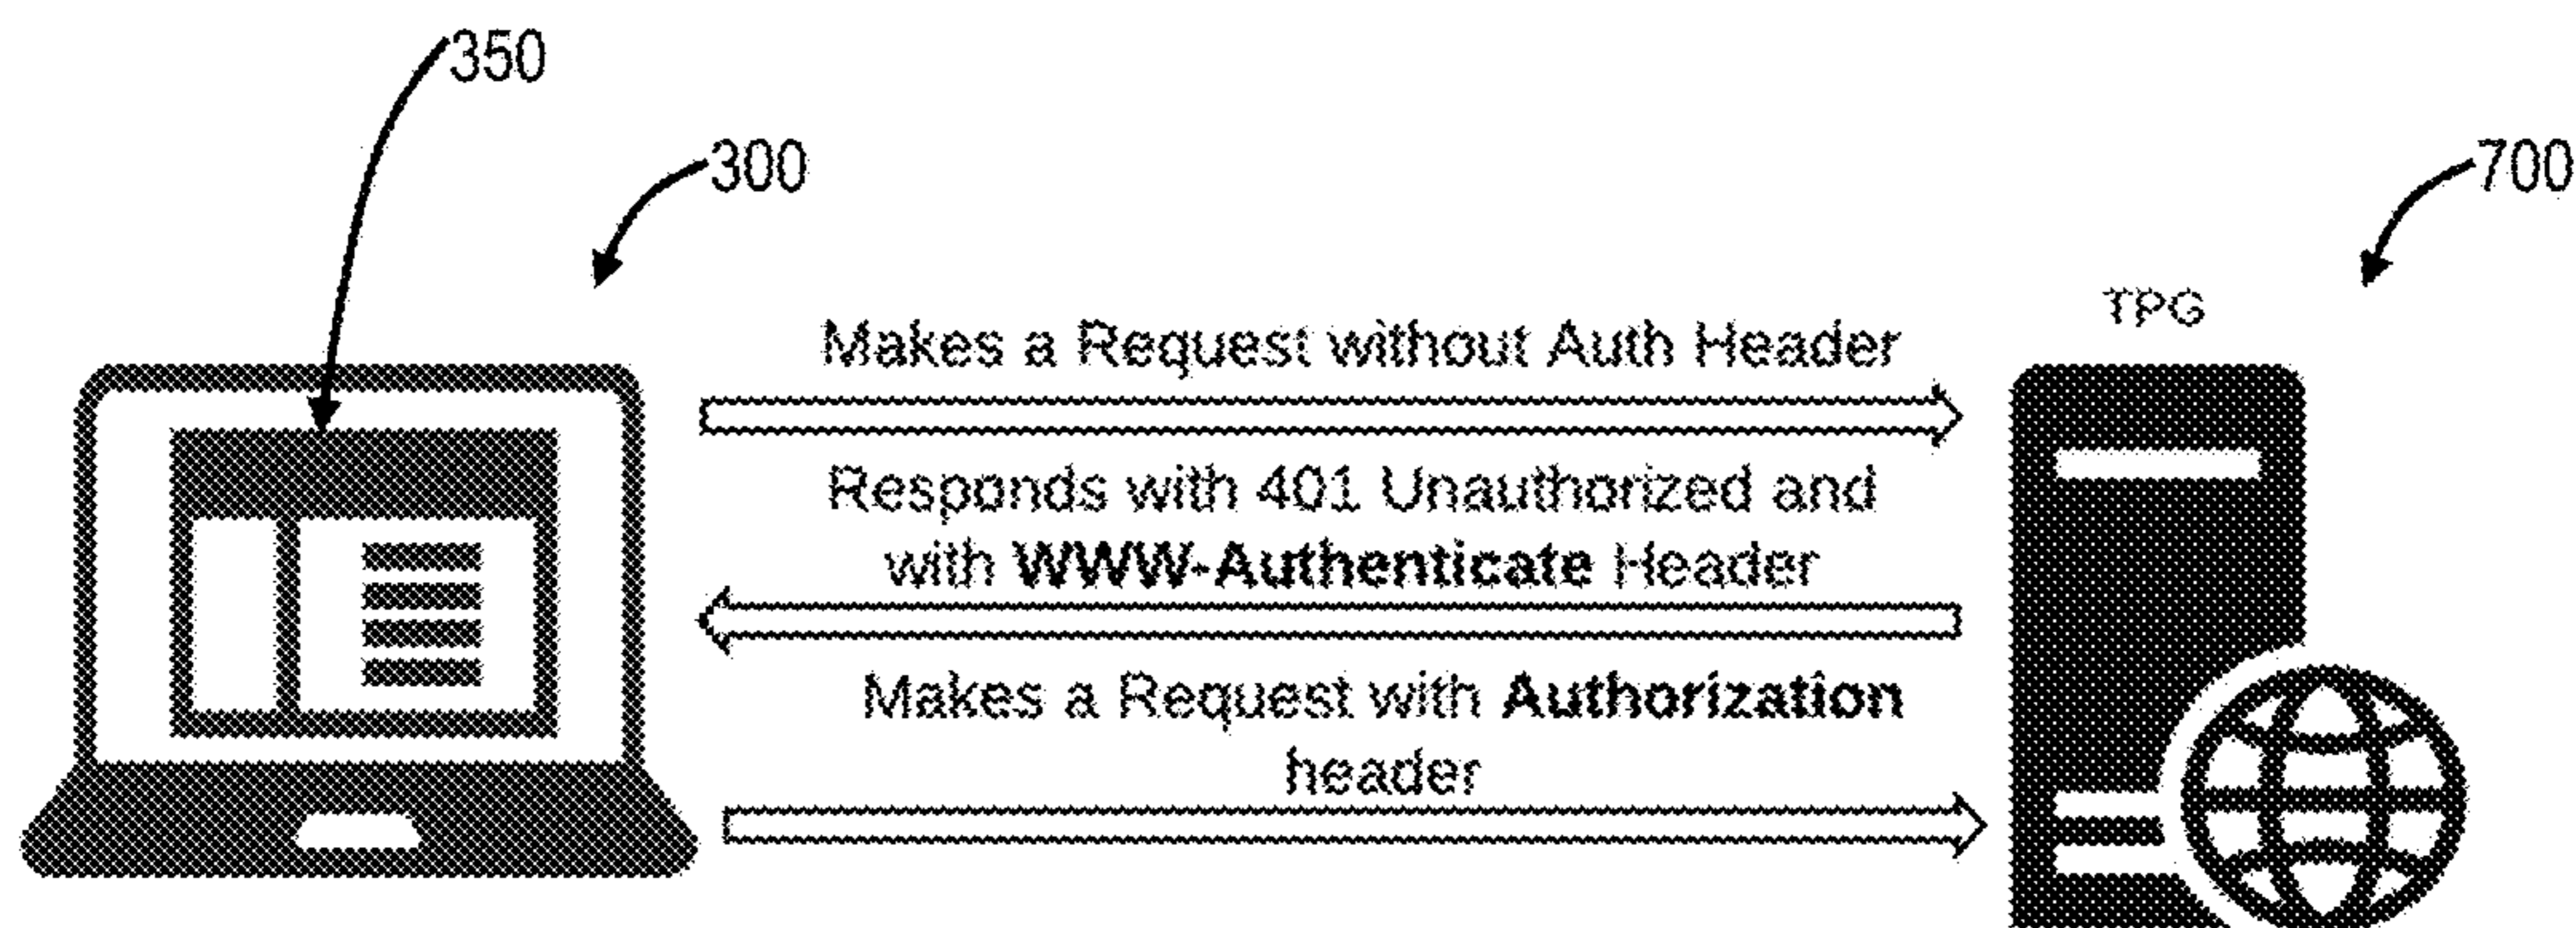 350
300
700
TPG
Makes a Request without Auth Header
Responds with 401 Unauthorized and
with WWW-Authenticate Header
Makes a Request with Authorization
header